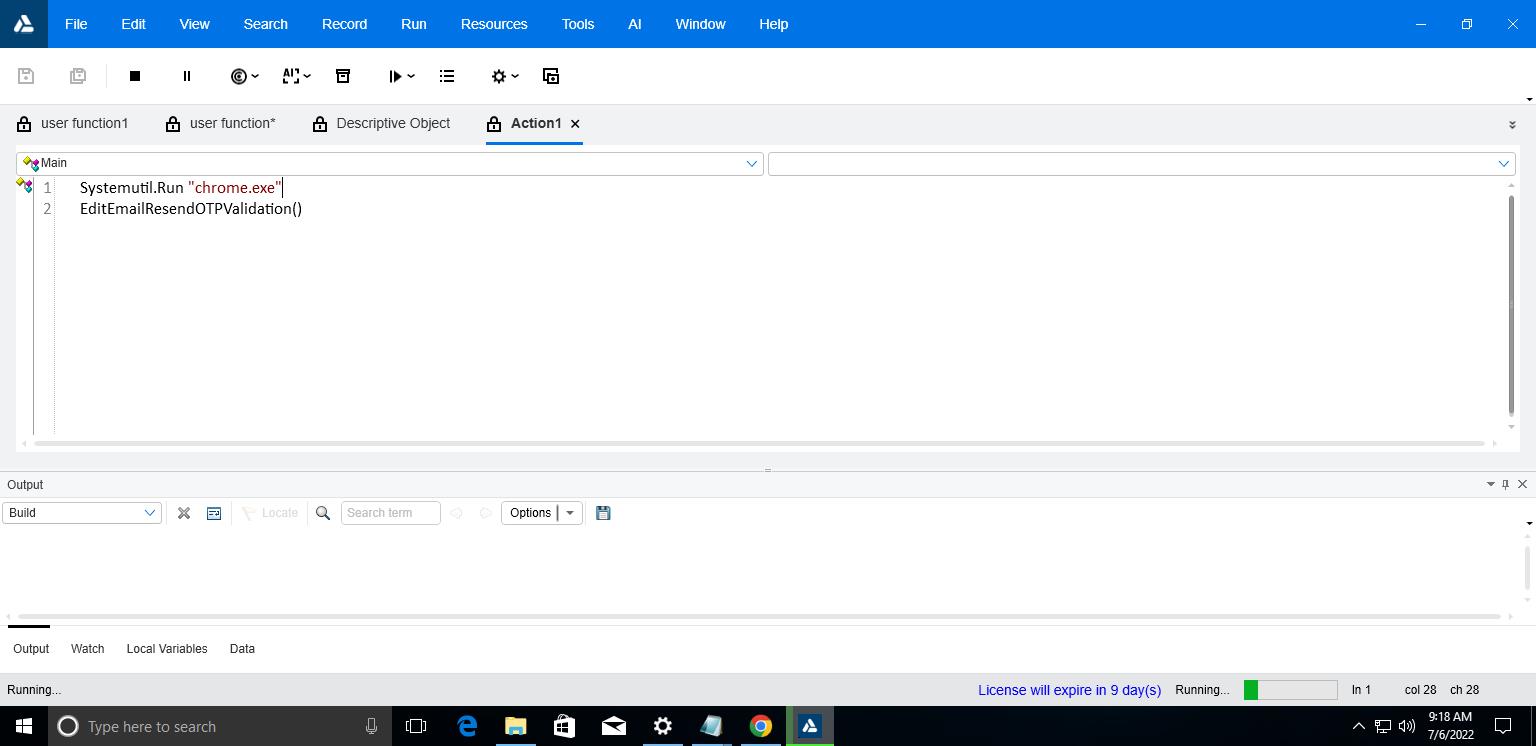 File Edit View Search Record Run Resources Tools AI Window Help
user function1 user function* Descriptive Object Action1
Main
1 Systemutil.Run "chrome.exe"
2 EditEmailResendOTPValidation()
Output
Build Locate Search term Options
Output Watch Local Variables Data
Running... License will expire in 9 day(s) Running... ln 1 col 28 ch 28
Type here to search 9:18 AM
7/6/2022